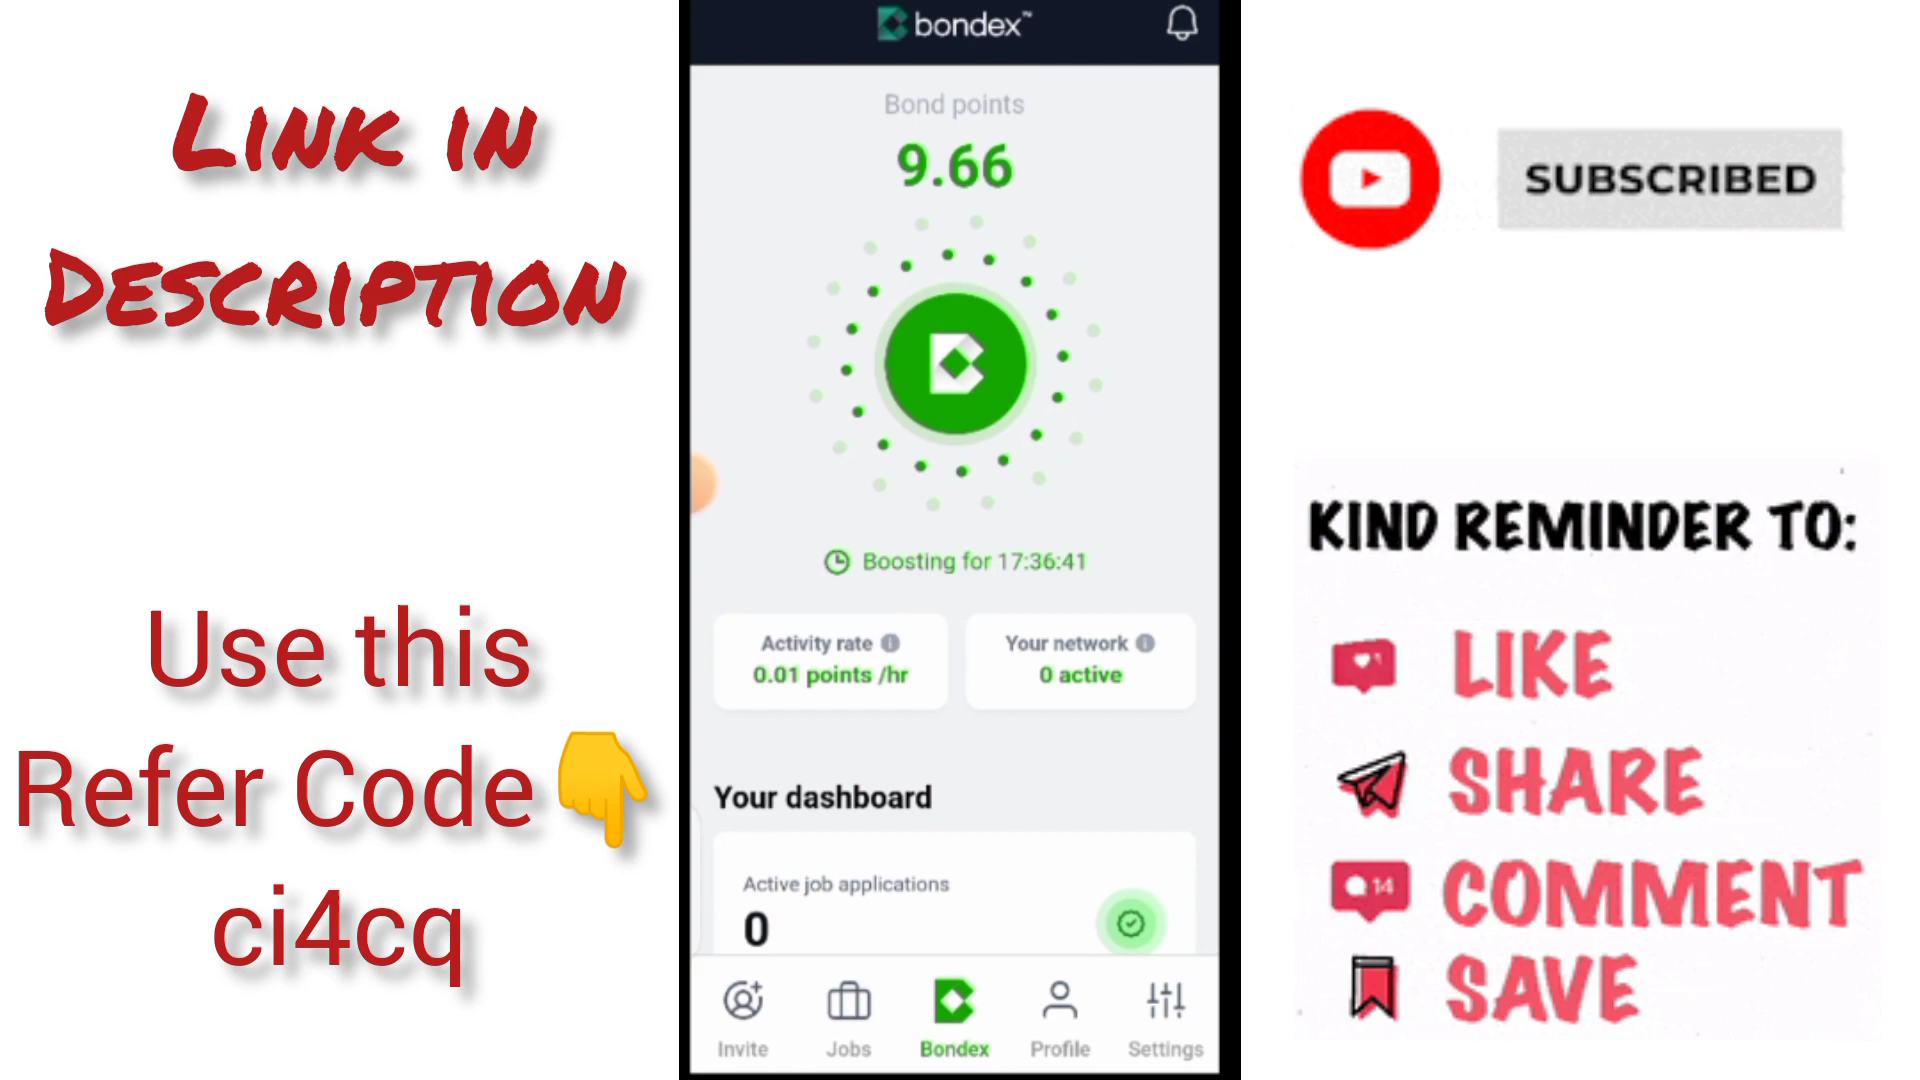 LINK IN
DESCRIPTION
Use this
Refer Code👇
ci4cq
bondex™
Bond points
9.66
Boosting for 17:36:41
Activity rate
0.01 points /hr
Your network
0 active
Your dashboard
Active job applications
0
Invite
Jobs
Bondex
Profile
Settings
SUBSCRIBED
KIND REMINDER TO:
1
LIKE
SHARE
14
COMMENT
SAVE